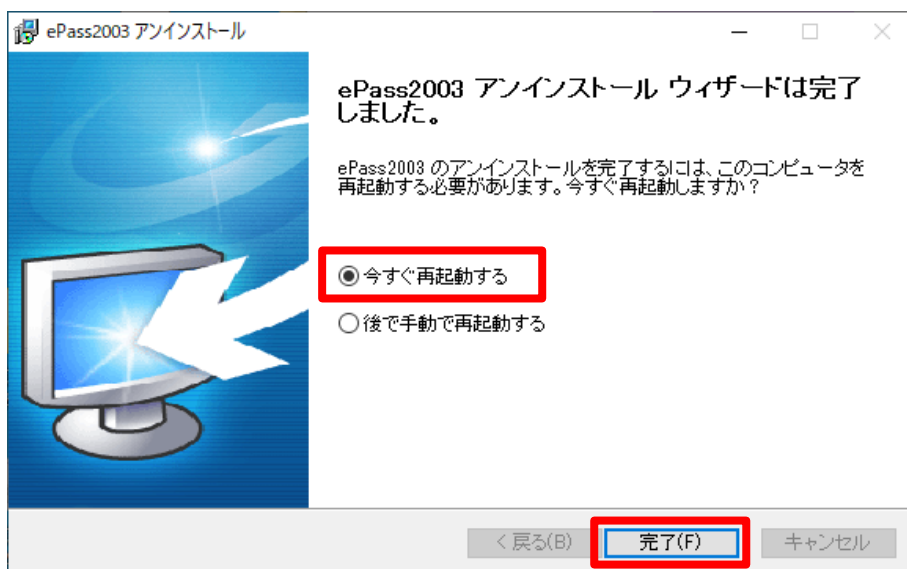 ePass2003 アンインストール
ePass2003 アンインストール ウィザードは完了
しました。
ePass2003 のアンインストールを完了するには、このコンピュータを
再起動する必要があります。今すぐ再起動しますか？
今すぐ再起動する
後で手動で再起動する
< 戻る(B)
完了(F)
キャンセル